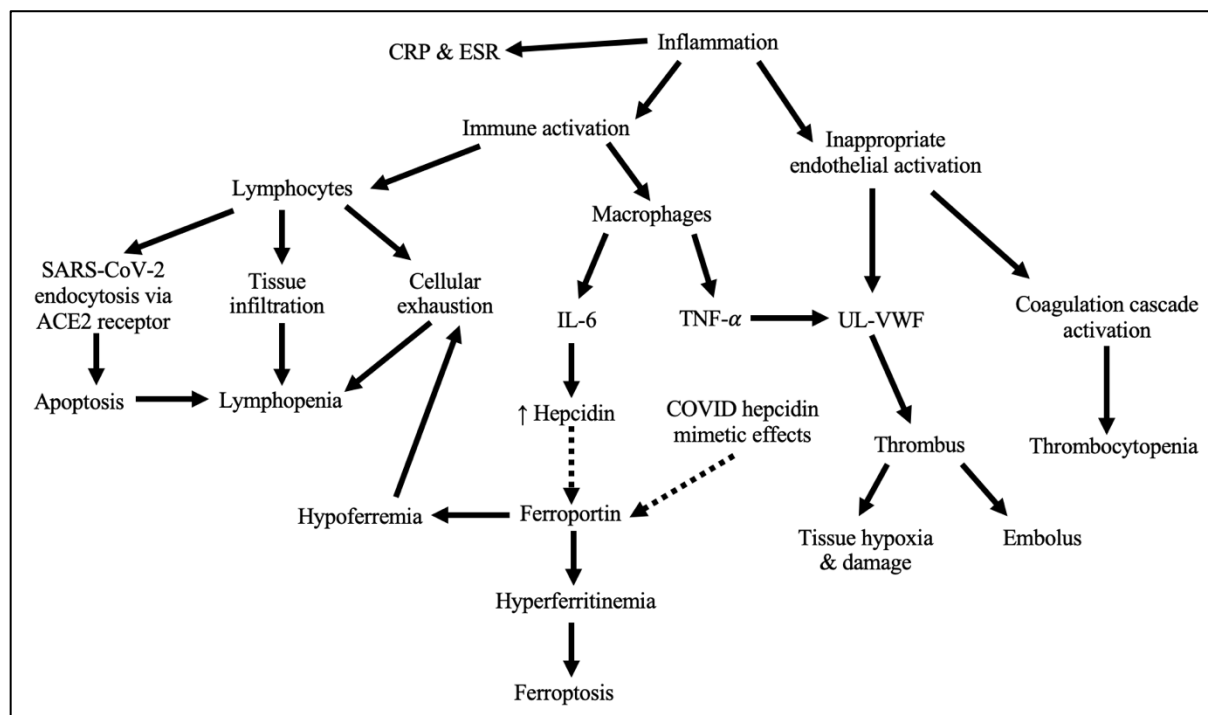 Inflammation
CRP & ESR
Immune activation
Inappropriate
endothelial activation
Lymphocytes
Macrophages
SARS-CoV-2
endocytosis via
ACE2 receptor
Tissue
infiltration
Cellular
exhaustion
IL-6
TNF-α
UL-VWF
Coagulation cascade
activation
Apoptosis
Lymphopenia
↑ Hepcidin
COVID hepcidin
mimetic effects
Thrombus
Thrombocytopenia
Hypoferremia
Ferroportin
Tissue hypoxia
& damage
Embolus
Hyperferritinemia
Ferroptosis